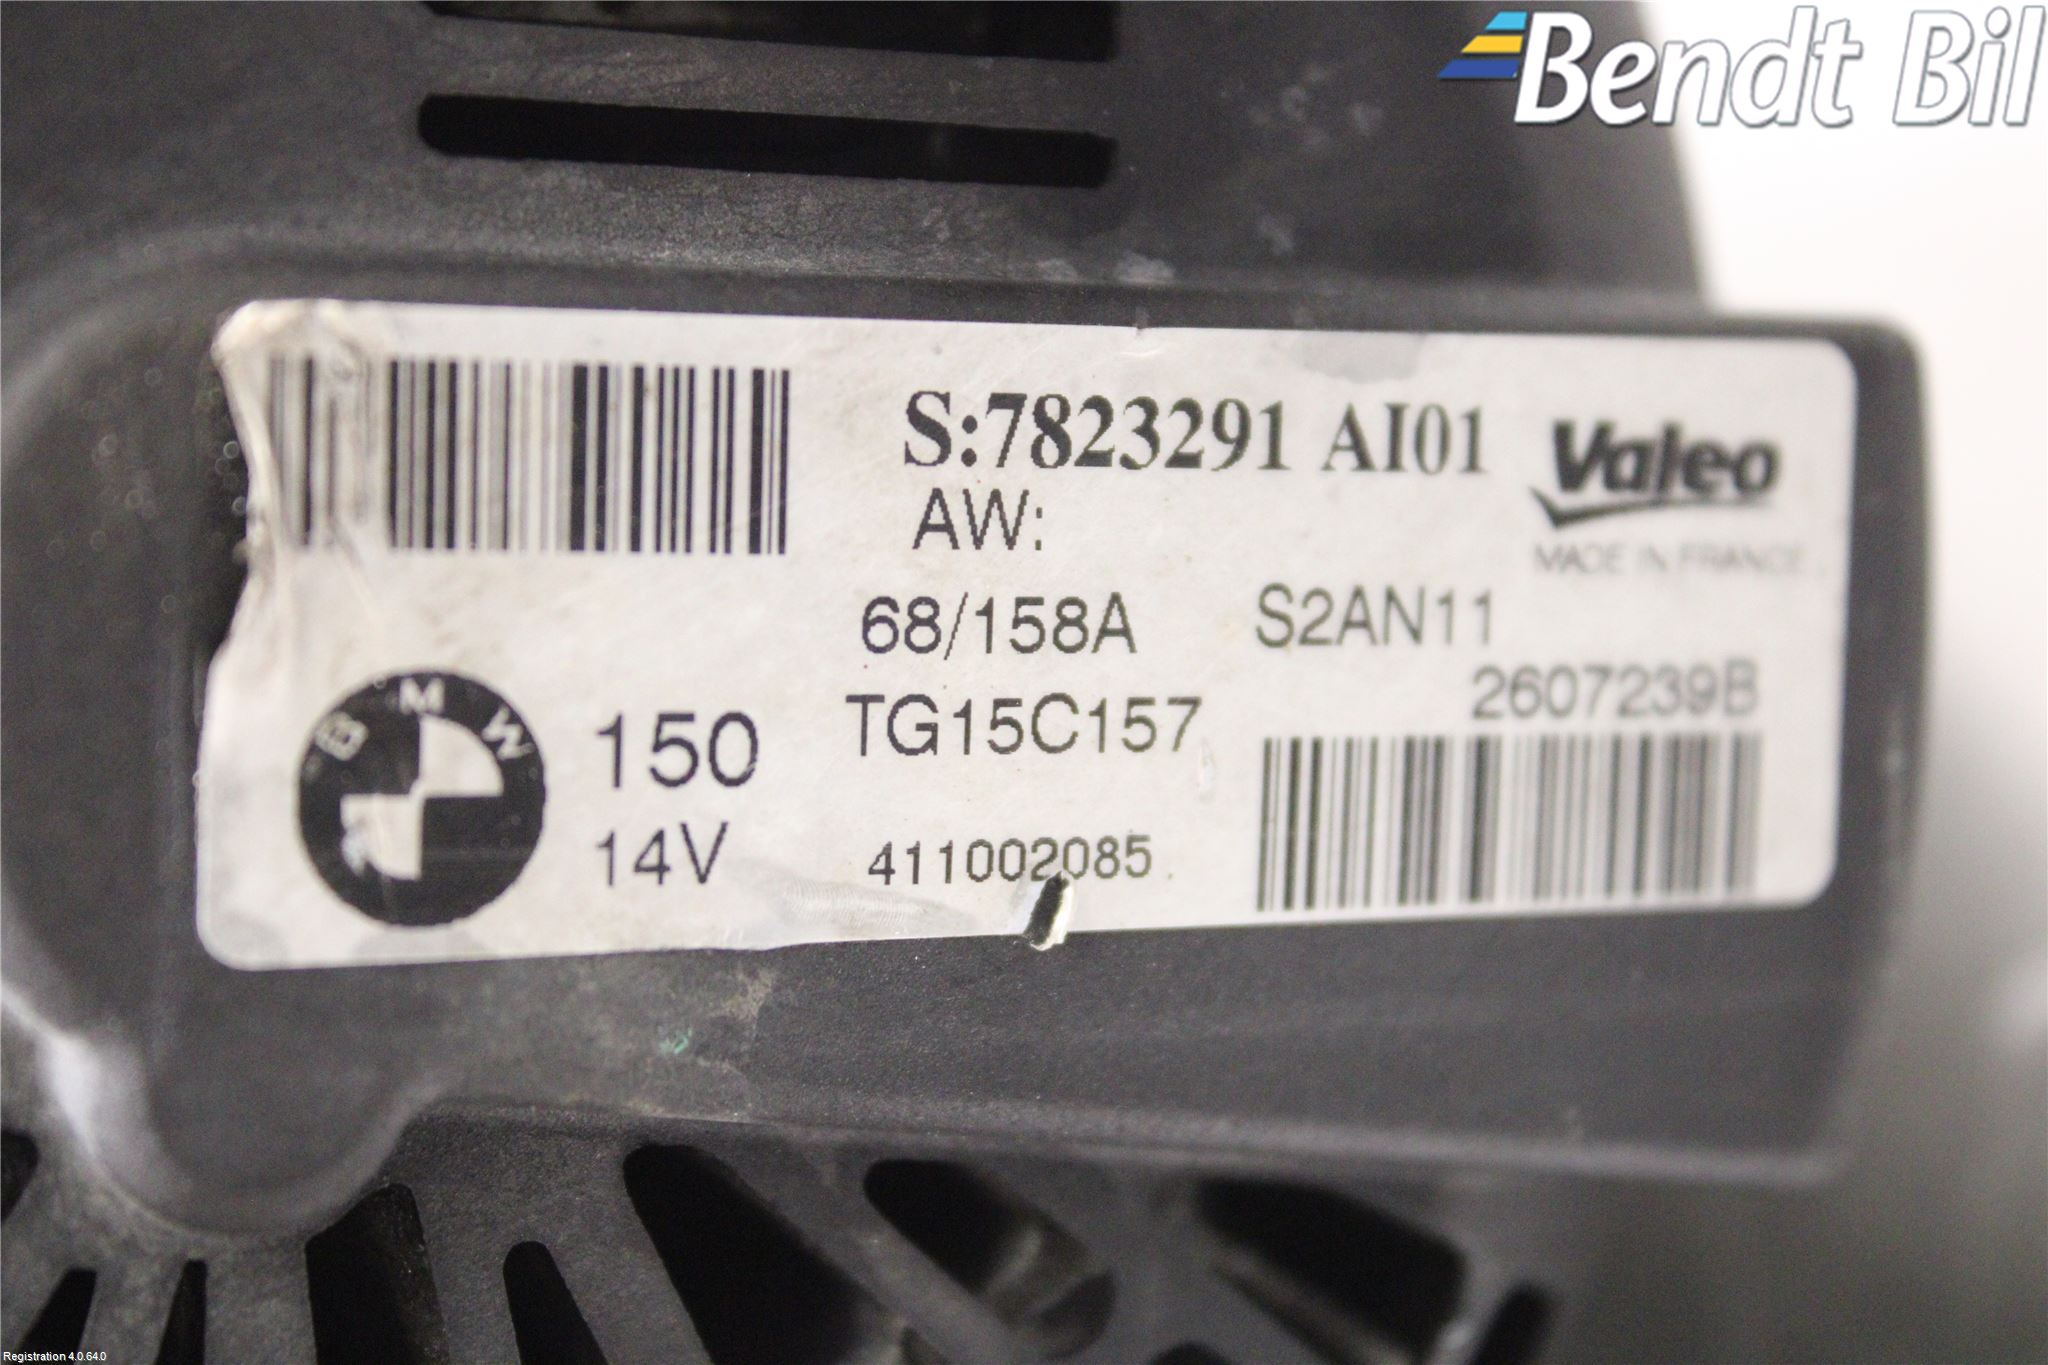 Bendt Bil
S:7823291 AI01
Valeo
AW:
MADE IN FRANCE
68/158A S2AN11
2607239B
BMW
150
TG15C157
14V
411002085
Registration 4.0.64.0